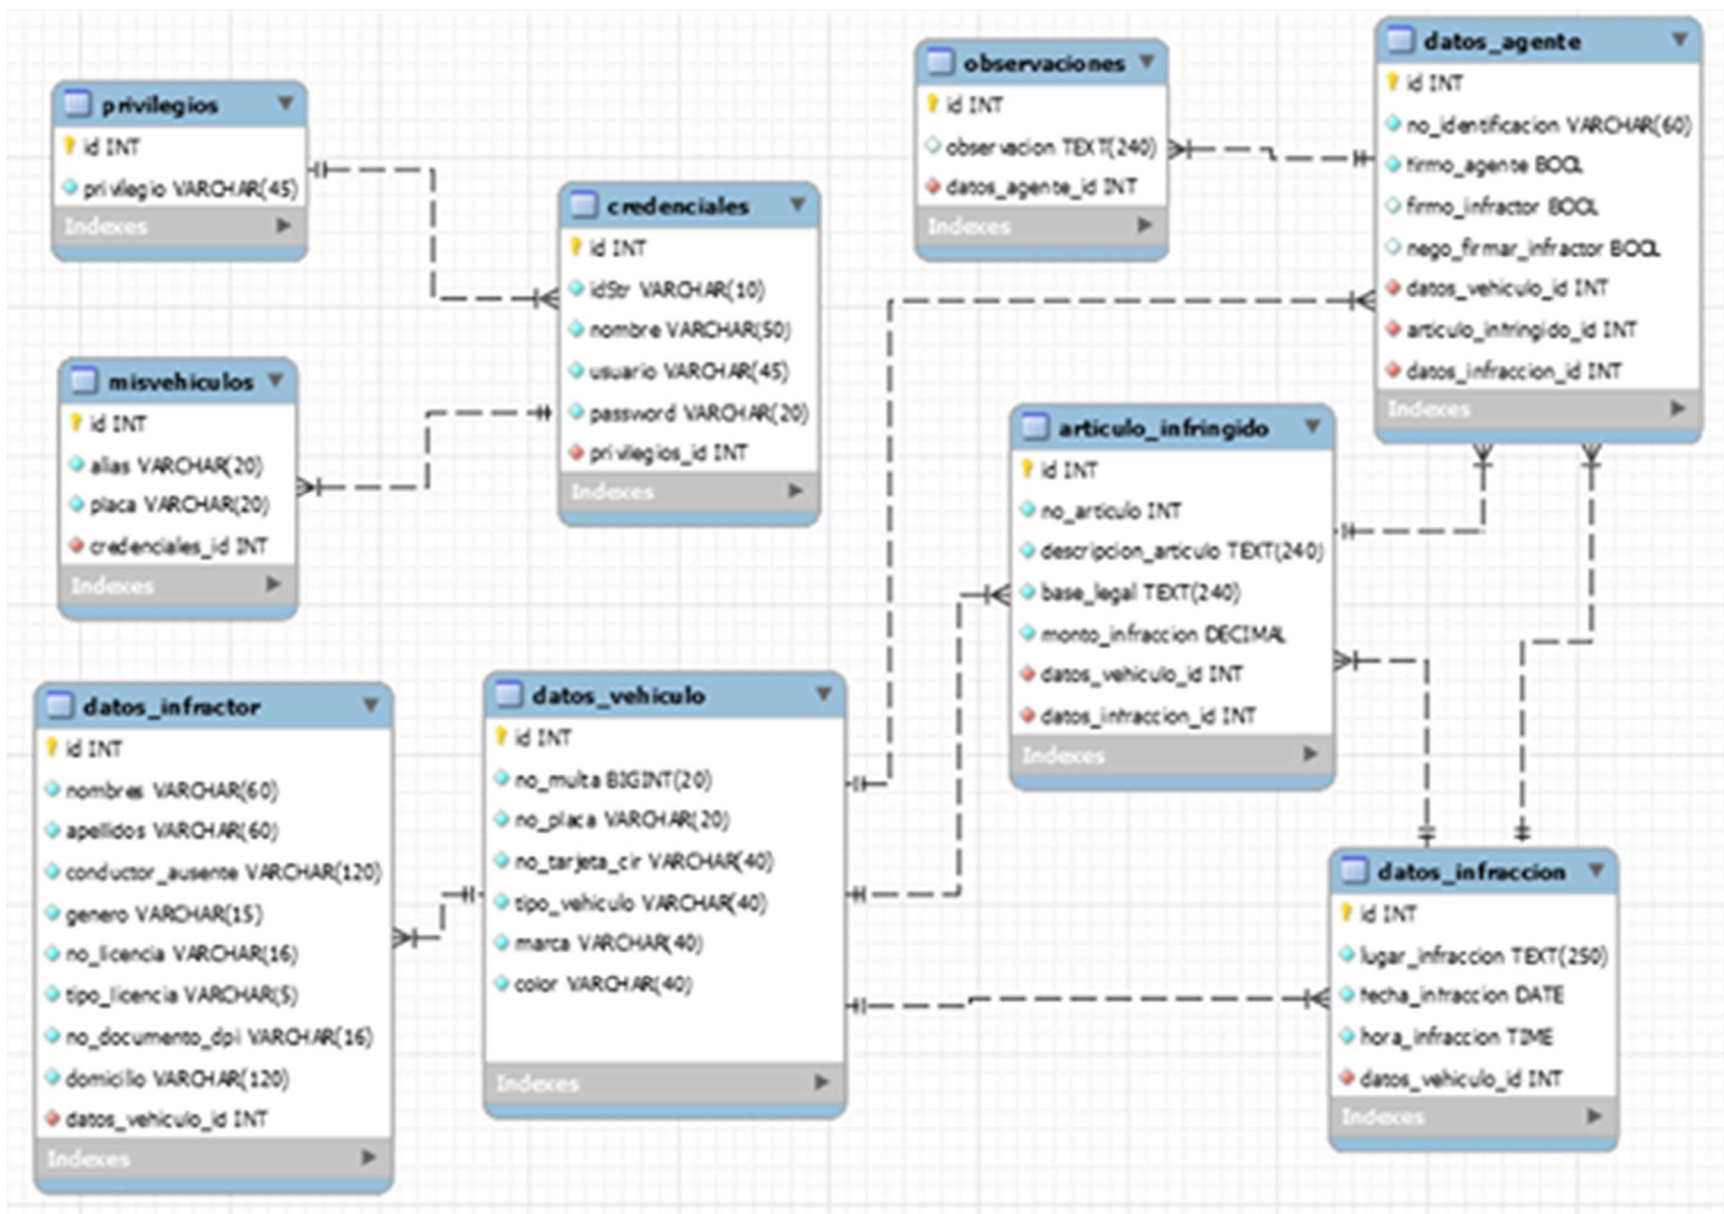 privilegios
id INT
privilegio VARCHAR(45)
Indexes
credenciales
id INT
idStr VARCHAR(10)
nombre VARCHAR(50)
usuario VARCHAR(45)
password VARCHAR(20)
privilegios_id INT
Indexes
observaciones
id INT
observacion TEXT(240)
datos_agente_id INT
Indexes
datos_agente
id INT
no_identificacion VARCHAR(60)
firmo_agente BOOL
firmo_infractor BOOL
nego_firmar_infractor BOOL
datos_vehiculo_id INT
articulo_infringido_id INT
datos_infraccion_id INT
Indexes
misvehiculos
id INT
alias VARCHAR(20)
placa VARCHAR(20)
credenciales_id INT
Indexes
articulo_infringido
id INT
no_articulo INT
descripcion_articulo TEXT(240)
base_legal TEXT(240)
monto_infraccion DECIMAL
datos_vehiculo_id INT
datos_infraccion_id INT
Indexes
datos_infractor
id INT
nombres VARCHAR(60)
apellidos VARCHAR(60)
conductor_ausente VARCHAR(120)
genero VARCHAR(15)
no_licencia VARCHAR(16)
tipo_licencia VARCHAR(5)
no_documento_dpi VARCHAR(16)
domicilio VARCHAR(120)
datos_vehiculo_id INT
Indexes
datos_vehiculo
id INT
no_multa BIGINT(20)
no_placa VARCHAR(20)
no_tarjeta_cir VARCHAR(40)
tipo_vehiculo VARCHAR(40)
marca VARCHAR(40)
color VARCHAR(40)
Indexes
datos_infraccion
id INT
lugar_infraccion TEXT(250)
fecha_infraccion DATE
hora_infraccion TIME
datos_vehiculo_id INT
Indexes